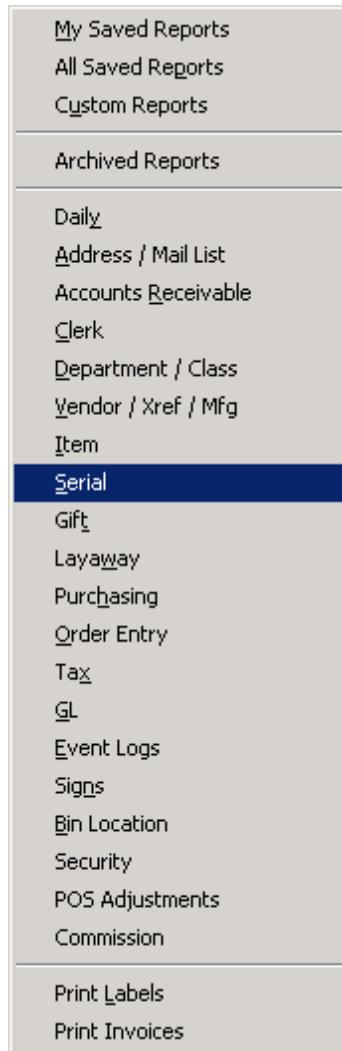 My Saved Reports
All Saved Reports
Custom Reports
Archived Reports
Daily
Address / Mail List
Accounts Receivable
Clerk
Department / Class
Vendor / Xref / Mfg
Item
Serial
Gift
Layaway
Purchasing
Order Entry
Tax
GL
Event Logs
Signs
Bin Location
Security
POS Adjustments
Commission
Print Labels
Print Invoices